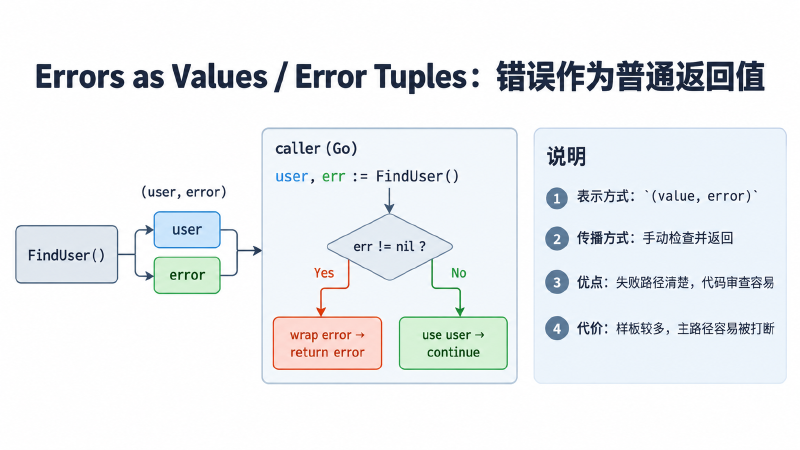 Errors as Values / Error Tuples：错误作为普通返回值
FindUser()
(user, error)
user
error
caller (Go)
user, err := FindUser()
err != nil ?
Yes
No
wrap error →
return error
use user →
continue
说明
1 表示方式：`(value, error)`
2 传播方式：手动检查并返回
3 优点：失败路径清楚，代码审查容易
4 代价：样板较多，主路径容易被打断